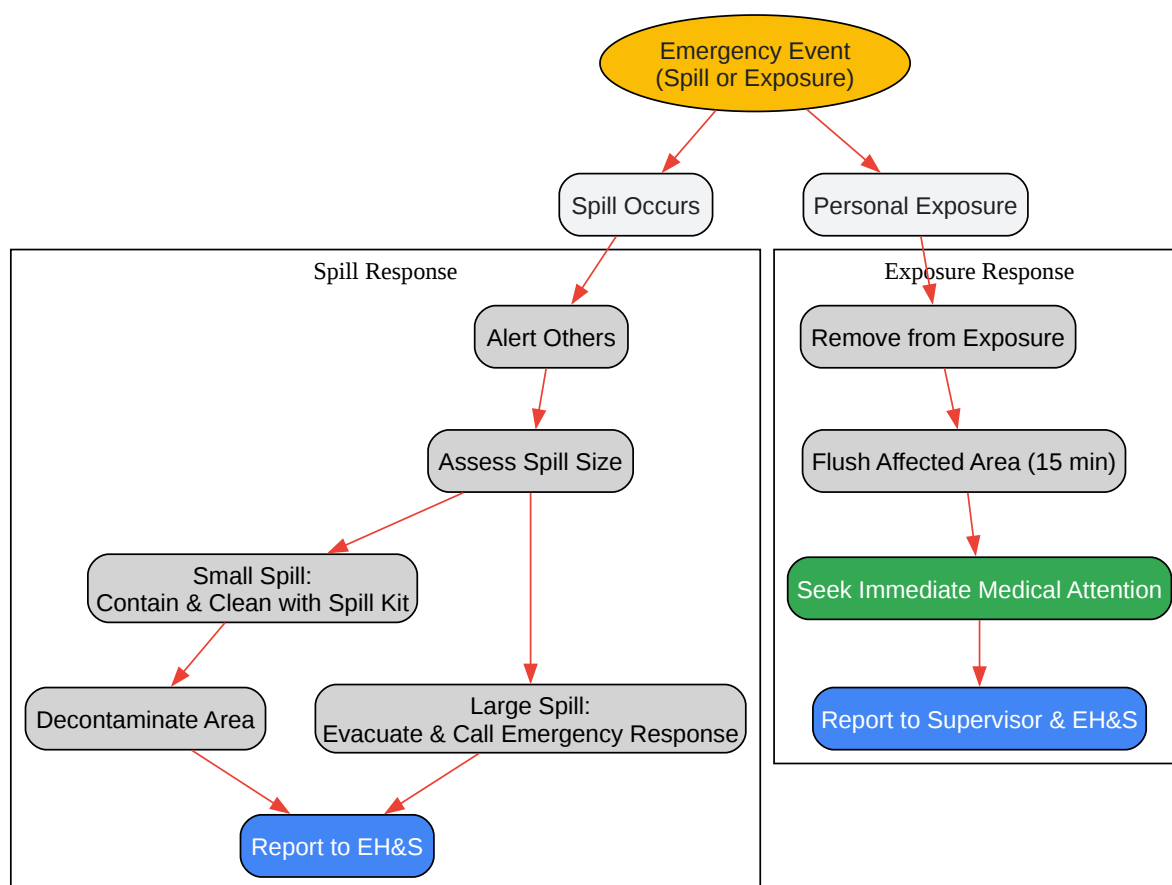 Emergency Event
(Spill or Exposure)
Spill Occurs
Personal Exposure
Spill Response
Alert Others
Assess Spill Size
Small Spill:
Contain & Clean with Spill Kit
Decontaminate Area
Large Spill:
Evacuate & Call Emergency Response
Report to EH&S
Exposure Response
Remove from Exposure
Flush Affected Area (15 min)
Seek Immediate Medical Attention
Report to Supervisor & EH&S